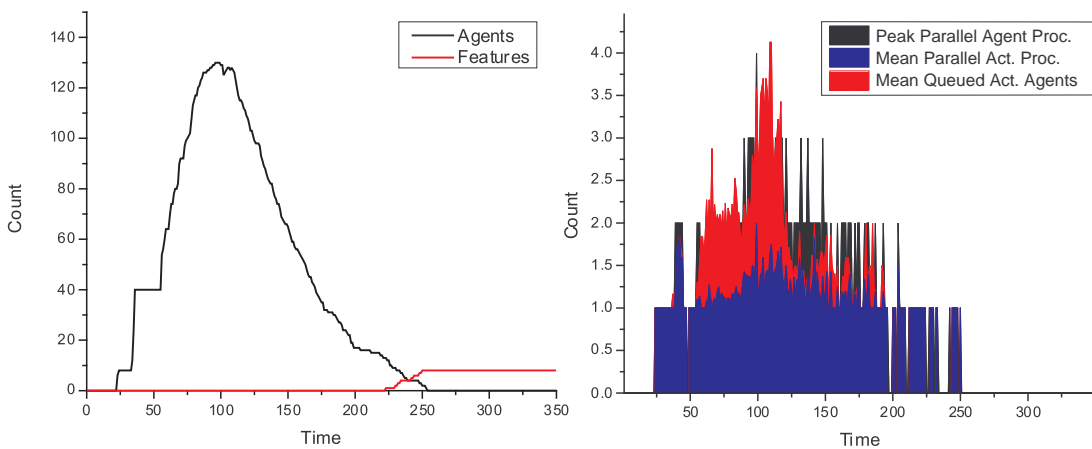 Agents
Features
140
120
100
80
60
40
20
0
Count
0 50 100 150 200 250 300 350
Time
Peak Parallel Agent Proc.
Mean Parallel Act. Proc.
Mean Queued Act. Agents
4.0
3.5
3.0
2.5
2.0
1.5
1.0
0.5
0.0
Count
50 100 150 200 250 300
Time